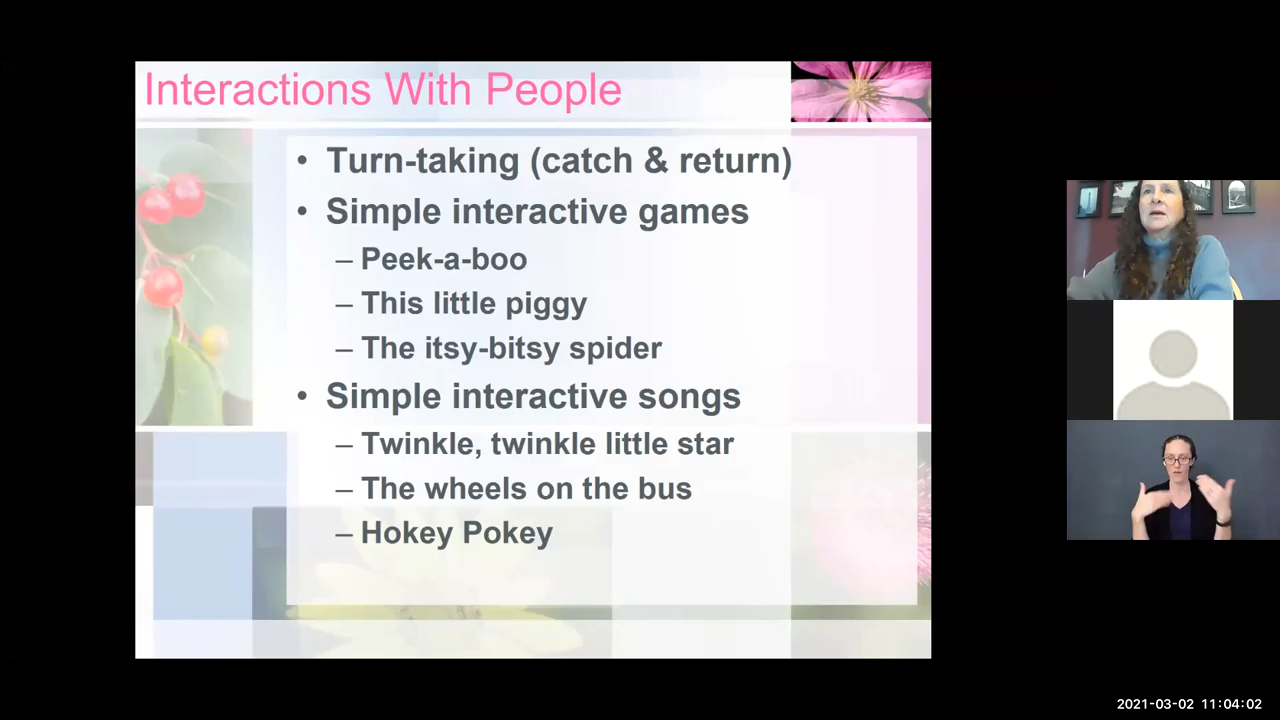 Interactions With People
• Turn-taking (catch & return)
• Simple interactive games
– Peek-a-boo
– This little piggy
– The itsy-bitsy spider
• Simple interactive songs
– Twinkle, twinkle little star
– The wheels on the bus
– Hokey Pokey
2021-03-02 11:04:02